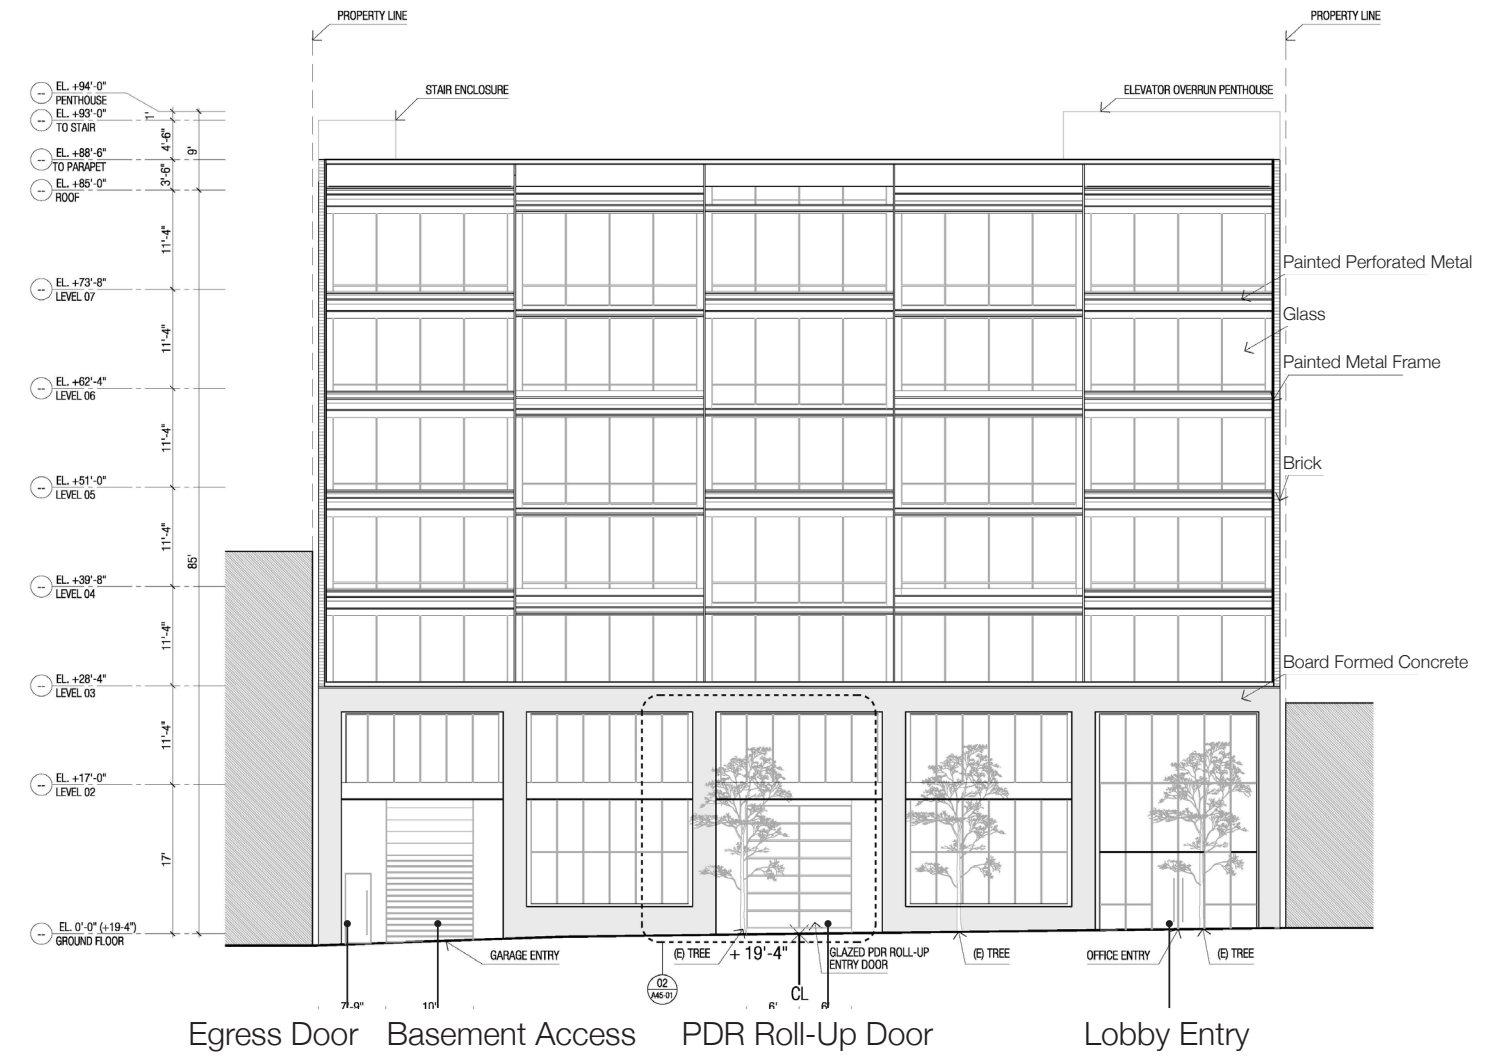 PROPERTY LINE
PROPERTY LINE
STAIR ENCLOSURE
ELEVATOR OVERRUN PENTHOUSE
-- EL. +94'-0"
PENTHOUSE
-- EL. +93'-0"
TO STAIR
-- EL. +88'-6"
TO PARAPET
-- EL. +85'-0"
ROOF
-- EL. +73'-8"
LEVEL 07
-- EL. +62'-4"
LEVEL 06
-- EL. +51'-0"
LEVEL 05
-- EL. +39'-8"
LEVEL 04
-- EL. +28'-4"
LEVEL 03
-- EL. +17'-0"
LEVEL 02
-- EL. 0'-0" (+19-4")
GROUND FLOOR
1'
4'-6"
3'-6"
9'
11'-4"
11'-4"
11'-4"
11'-4"
11'-4"
11'-4"
17'
85'
Painted Perforated Metal
Glass
Painted Metal Frame
Brick
Board Formed Concrete
GARAGE ENTRY
(E) TREE
+ 19'-4"
GLAZED PDR ROLL-UP
ENTRY DOOR
(E) TREE
OFFICE ENTRY
(E) TREE
02
A45-01
CL
7'-9"
10'
6'
6'
Egress Door
Basement Access
PDR Roll-Up Door
Lobby Entry